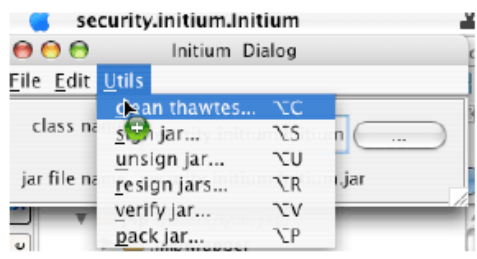 security.initium.Initium
Initium Dialog
File Edit Utils
clean thawtes... ⌥C
class na
sign jar... ⌥S
...
unsign jar... ⌥U
jar file na
resign jars... ⌥R
.jar
verify jar... ⌥V
pack jar... ⌥P